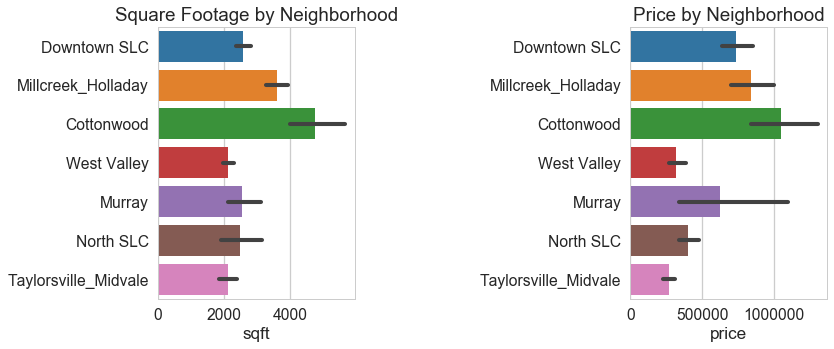 Square Footage by Neighborhood
Downtown SLC
Millcreek_Holladay
Cottonwood
West Valley
Murray
North SLC
Taylorsville_Midvale
0 2000 4000
sqft
Price by Neighborhood
Downtown SLC
Millcreek_Holladay
Cottonwood
West Valley
Murray
North SLC
Taylorsville_Midvale
0 500000 1000000
price